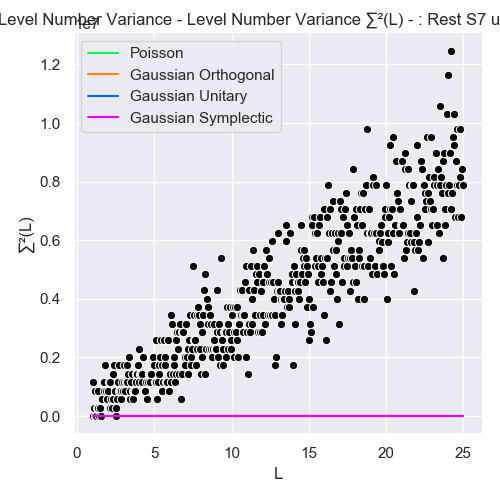 Level Number Variance - Level Number Variance ∑²(L) - : Rest S7 u
1e7
Poisson
Gaussian Orthogonal
Gaussian Unitary
Gaussian Symplectic
1.2
1.0
0.8
0.6
0.4
0.2
0.0
∑²(L)
0 5 10 15 20 25
L